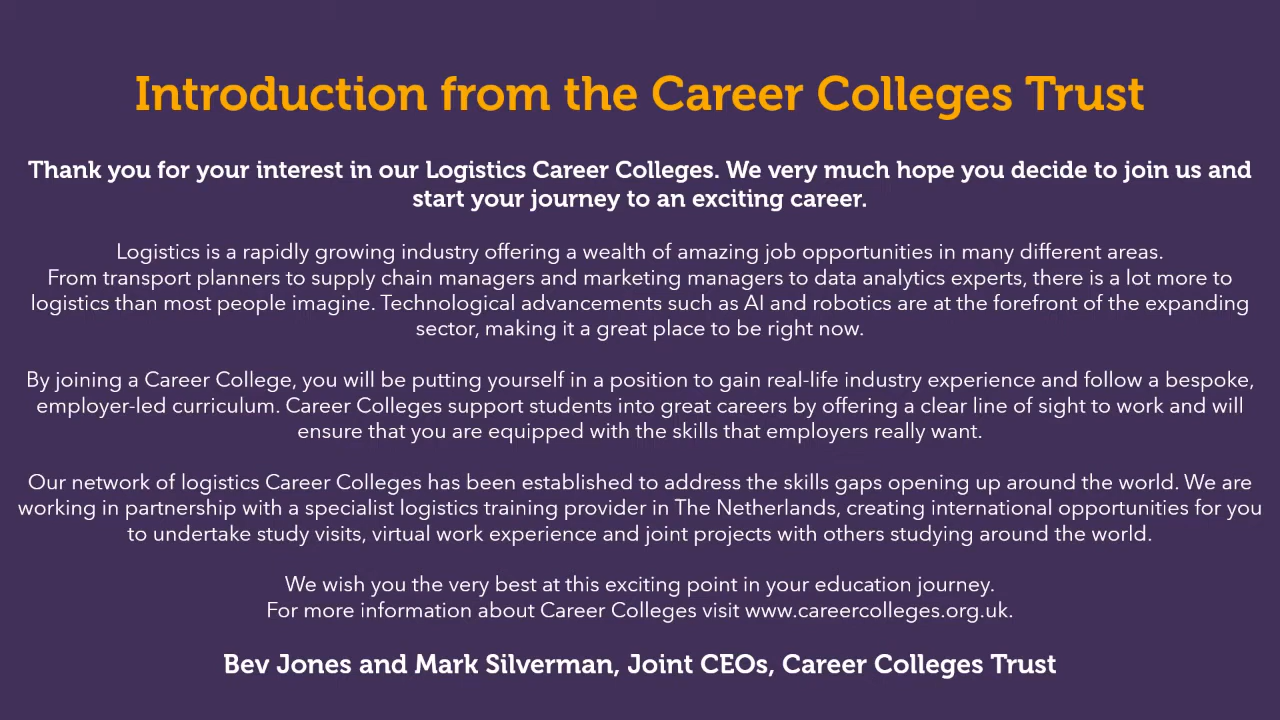 Introduction from the Career Colleges Trust
Thank you for your interest in our Logistics Career Colleges. We very much hope you decide to join us and
start your journey to an exciting career.
Logistics is a rapidly growing industry offering a wealth of amazing job opportunities in many different areas.
From transport planners to supply chain managers and marketing managers to data analytics experts, there is a lot more to
logistics than most people imagine. Technological advancements such as AI and robotics are at the forefront of the expanding
sector, making it a great place to be right now.
By joining a Career College, you will be putting yourself in a position to gain real-life industry experience and follow a bespoke,
employer-led curriculum. Career Colleges support students into great careers by offering a clear line of sight to work and will
ensure that you are equipped with the skills that employers really want.
Our network of logistics Career Colleges has been established to address the skills gaps opening up around the world. We are
working in partnership with a specialist logistics training provider in The Netherlands, creating international opportunities for you
to undertake study visits, virtual work experience and joint projects with others studying around the world.
We wish you the very best at this exciting point in your education journey.
For more information about Career Colleges visit www.careercolleges.org.uk.
Bev Jones and Mark Silverman, Joint CEOs, Career Colleges Trust